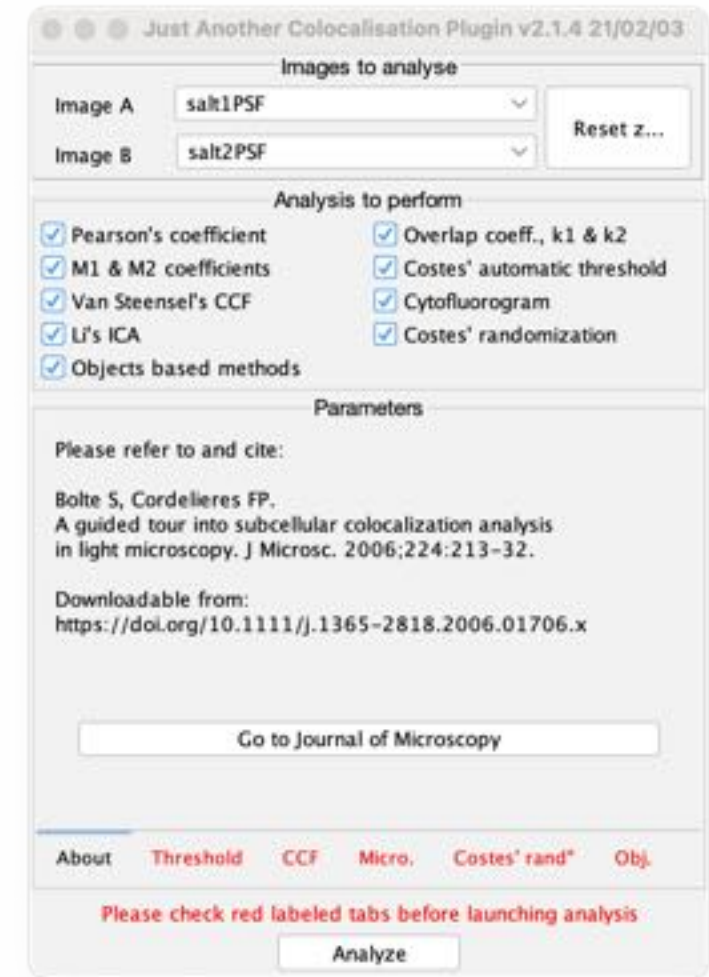 Just Another Colocalisation Plugin v2.1.4 21/02/03
Images to analyse
Image A salt1PSF
Reset z...
Image B salt2PSF
Analysis to perform
Pearson's coefficient Overlap coeff., k1 & k2
M1 & M2 coefficients Costes' automatic threshold
Van Steensel's CCF Cytofluorogram
Li's ICA Costes' randomization
Objects based methods
Parameters
Please refer to and cite:
Bolte S, Cordelieres FP.
A guided tour into subcellular colocalization analysis
in light microscopy. J Microsc. 2006;224:213-32.
Downloadable from:
https://doi.org/10.1111/j.1365-2818.2006.01706.x
Go to Journal of Microscopy
About Threshold CCF Micro. Costes' rand° Obj.
Please check red labeled tabs before launching analysis
Analyze